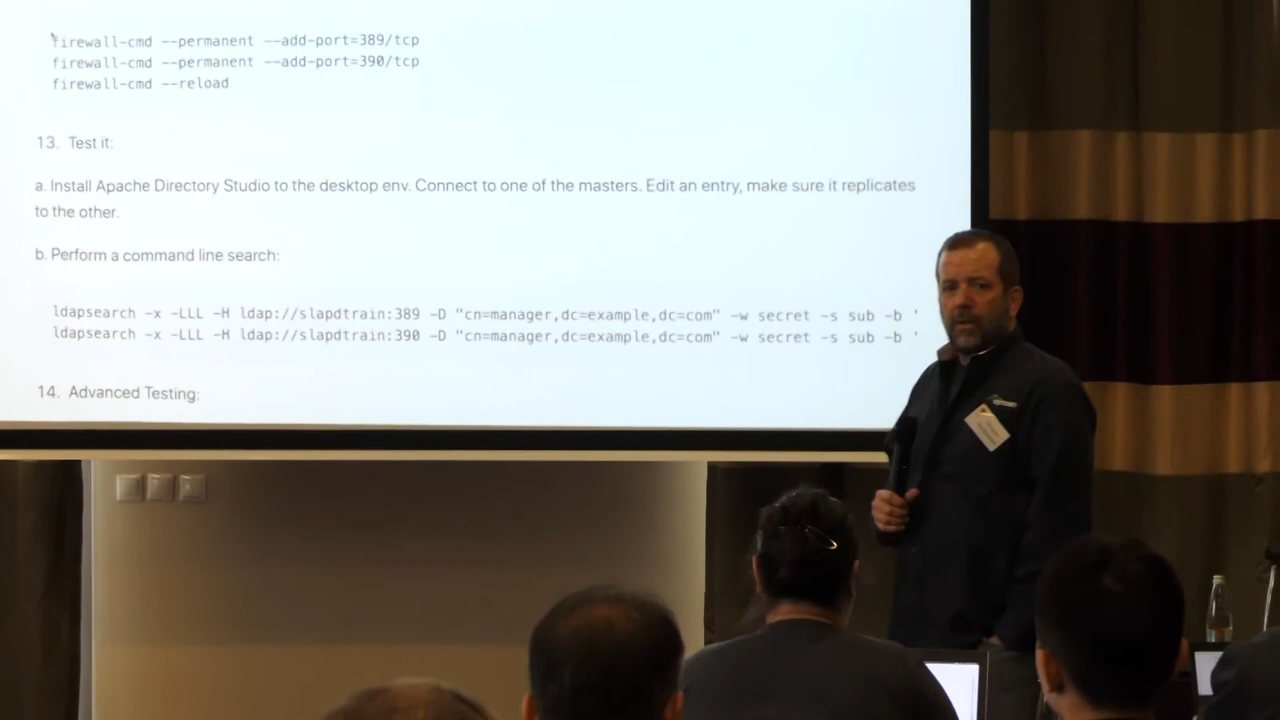 firewall-cmd --permanent --add-port=389/tcp
firewall-cmd --permanent --add-port=390/tcp
firewall-cmd --reload
13. Test it:
a. Install Apache Directory Studio to the desktop env. Connect to one of the masters. Edit an entry, make sure it replicates
to the other.
b. Perform a command line search:
ldapsearch -x -LLL -H ldap://slapdtrain:389 -D "cn=manager,dc=example,dc=com" -w secret -s sub -b '
ldapsearch -x -LLL -H ldap://slapdtrain:390 -D "cn=manager,dc=example,dc=com" -w secret -s sub -b '
14. Advanced Testing: